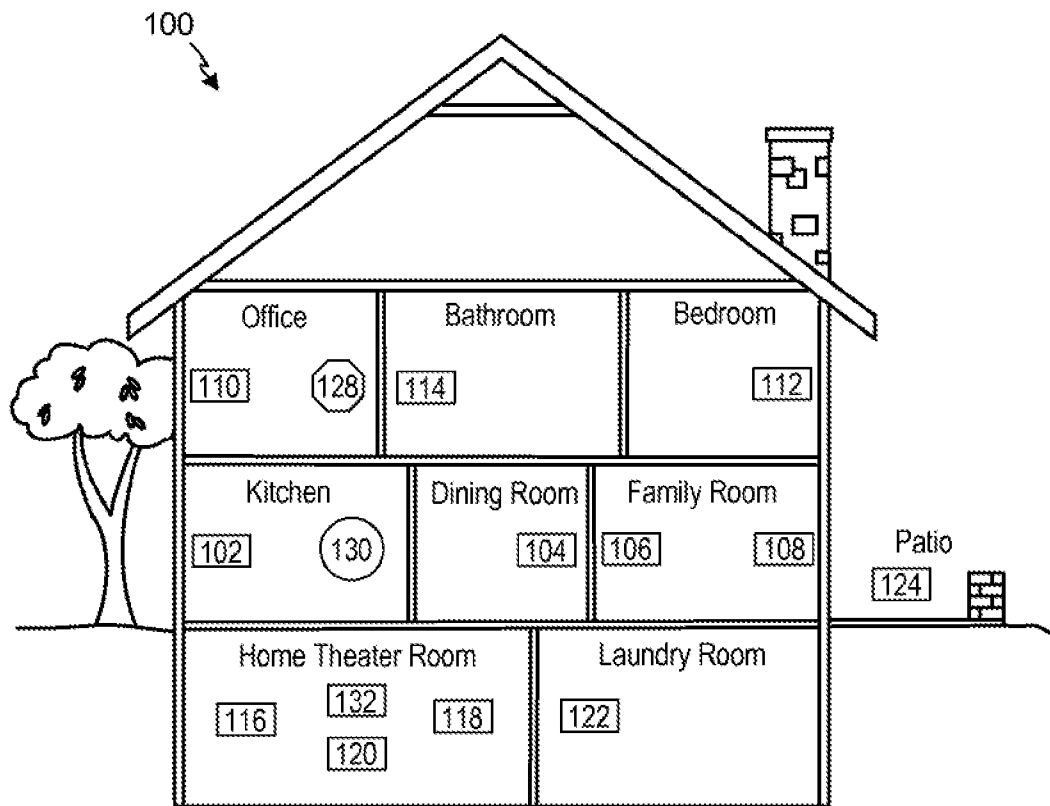 100
Office
Bathroom
Bedroom
110
128
114
112
Kitchen
Dining Room
Family Room
102
130
104
106
108
Patio
124
Home Theater Room
Laundry Room
116
132
118
122
120